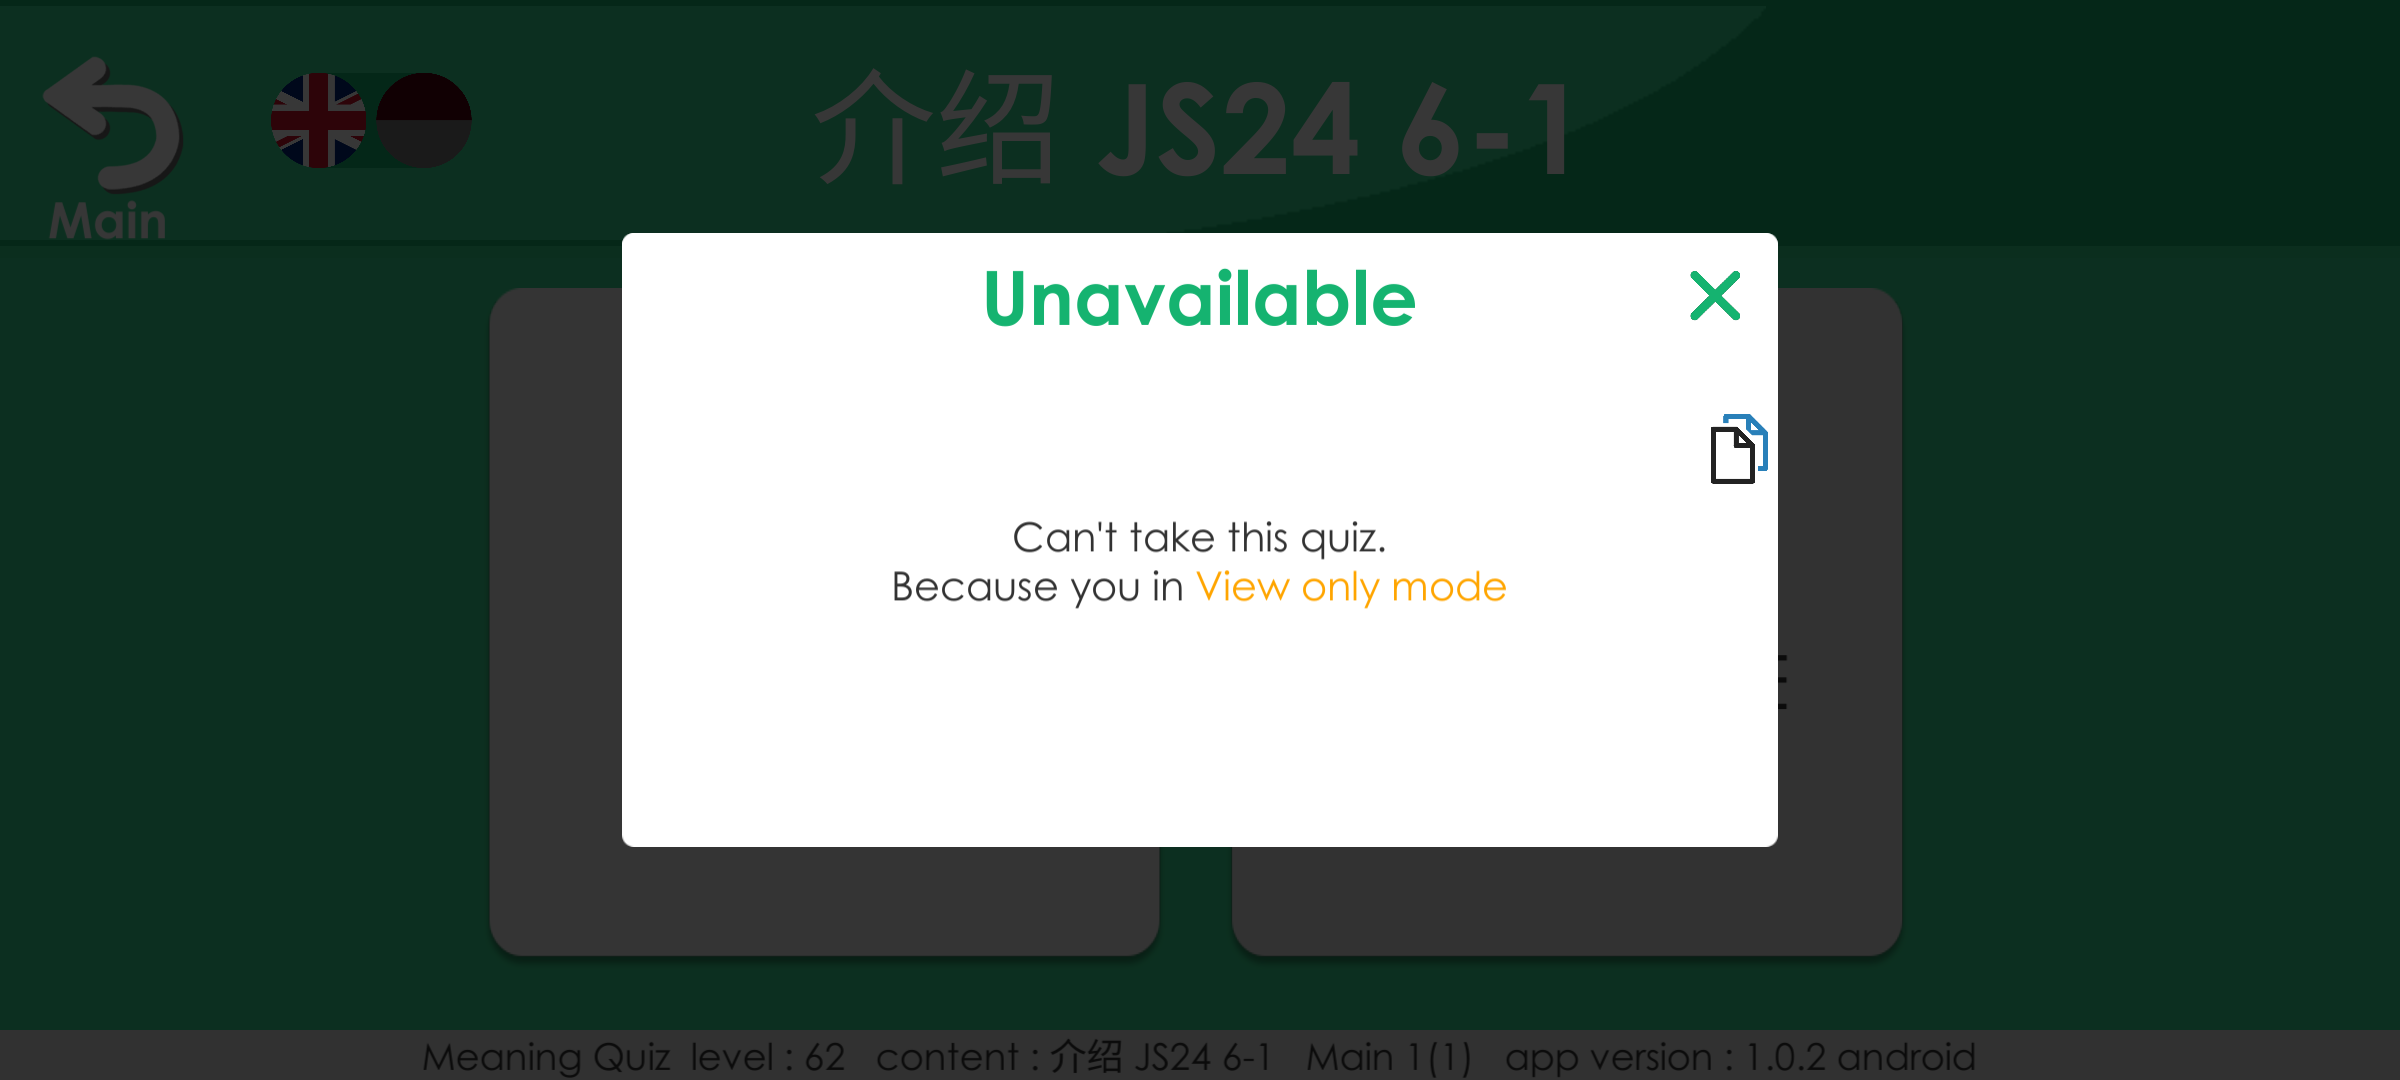 介绍 JS24 6-1
Main
Unavailable
Can't take this quiz.
Because you in View only mode
Meaning Quiz level : 62 content : 介绍 JS24 6-1 Main 1(1) app version : 1.0.2 android